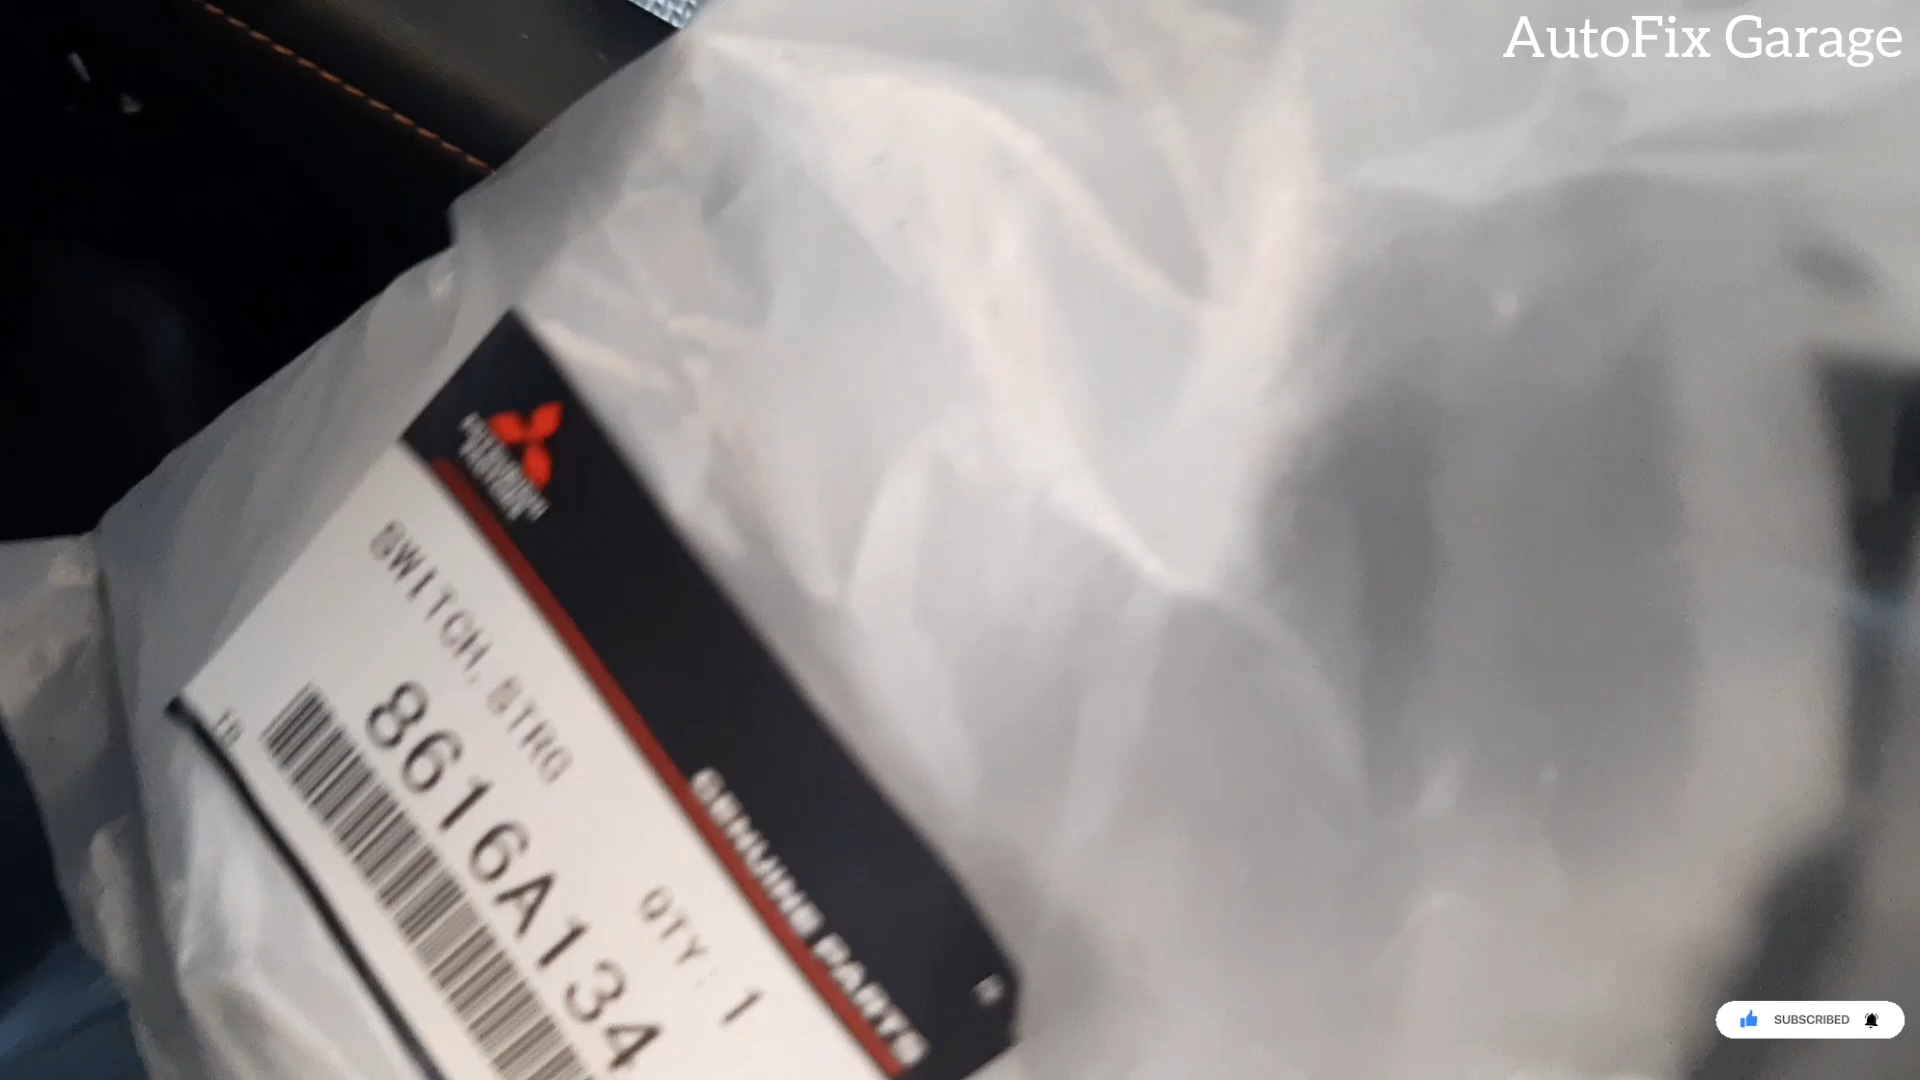 AutoFix Garage
SWITCH, STRG
8616A134
QTY: 1
GENUINE PARTS
SUBSCRIBED